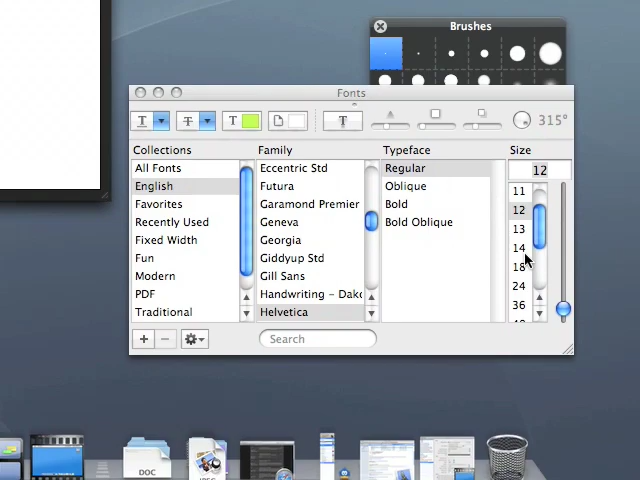 Brushes
Fonts
T T T T 315°
Collections Family Typeface Size
12
All Fonts Eccentric Std Regular
English Futura Oblique 11
Favorites Garamond Premier Bold 12
Recently Used Geneva Bold Oblique 13
Fixed Width Georgia 14
Fun Giddyup Std 18
Modern Gill Sans 24
PDF Handwriting - Dako 36
Traditional Helvetica
Search
DOC